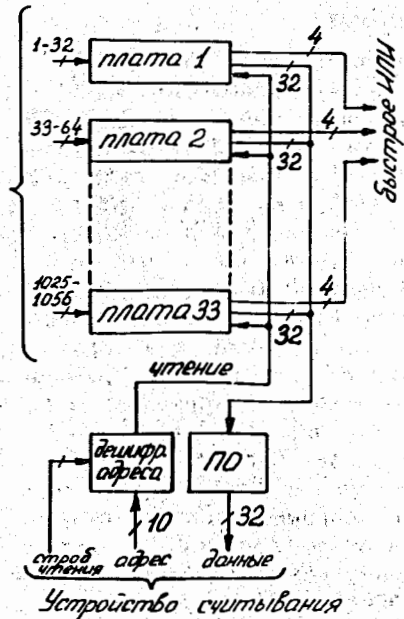 1-32
плата 1
4
32
33-64
плата 2
4
32
быстрое ИЛИ
1025-
1056
плата 33
4
32
чтение
дешифр.
адреса
ПО
10
32
строб
чтения
адрес
данные
Устройство считывания